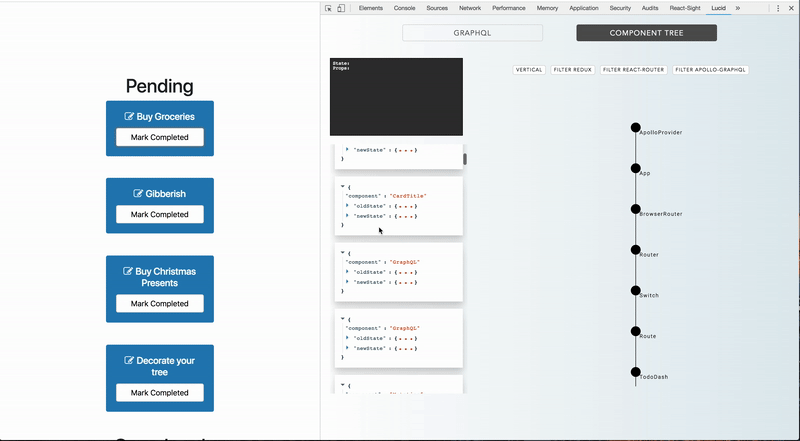 Pending
Buy Groceries
Mark Completed
Gibberish
Mark Completed
Buy Christmas
Presents
Mark Completed
Decorate your
tree
Mark Completed
Elements Console Sources Network Performance Memory Application Security Audits React-Sight Lucid »
GRAPHQL COMPONENT TREE
State:
Props:
"newState" : {...}
}
{
"component" : "CardTitle"
"oldState" : {...}
"newState" : {...}
}
{
"component" : "GraphQL"
"oldState" : {...}
"newState" : {...}
}
{
"component" : "GraphQL"
"oldState" : {...}
"newState" : {...}
}
{
VERTICAL FILTER REDUX FILTER REACT-ROUTER FILTER APOLLO-GRAPHQL
ApolloProvider
App
BrowserRouter
Router
Switch
Route
TodoDash